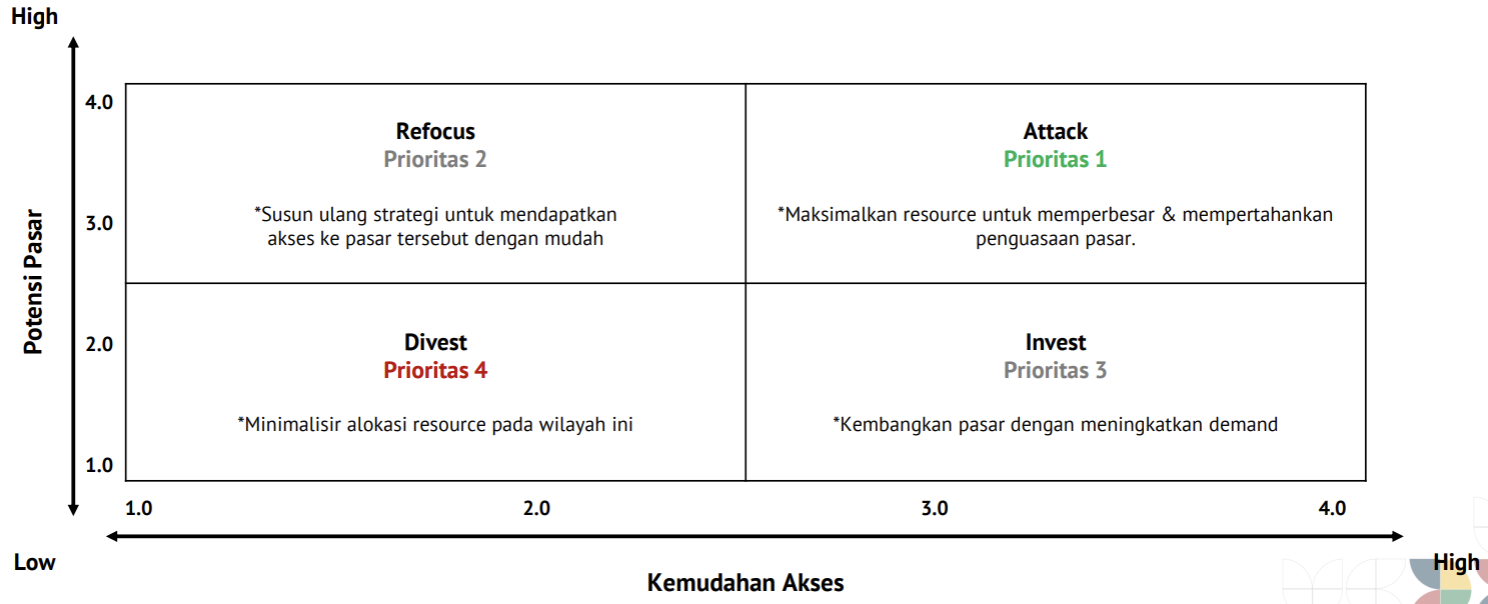 High
4.0
Refocus
Prioritas 2
*Susun ulang strategi untuk mendapatkan
akses ke pasar tersebut dengan mudah
Attack
Prioritas 1
*Maksimalkan resource untuk memperbesar & mempertahankan
penguasaan pasar.
3.0
Potensi Pasar
2.0
Divest
Prioritas 4
*Minimalisir alokasi resource pada wilayah ini
Invest
Prioritas 3
*Kembangkan pasar dengan meningkatkan demand
1.0
1.0
2.0
3.0
4.0
Low
High
Kemudahan Akses